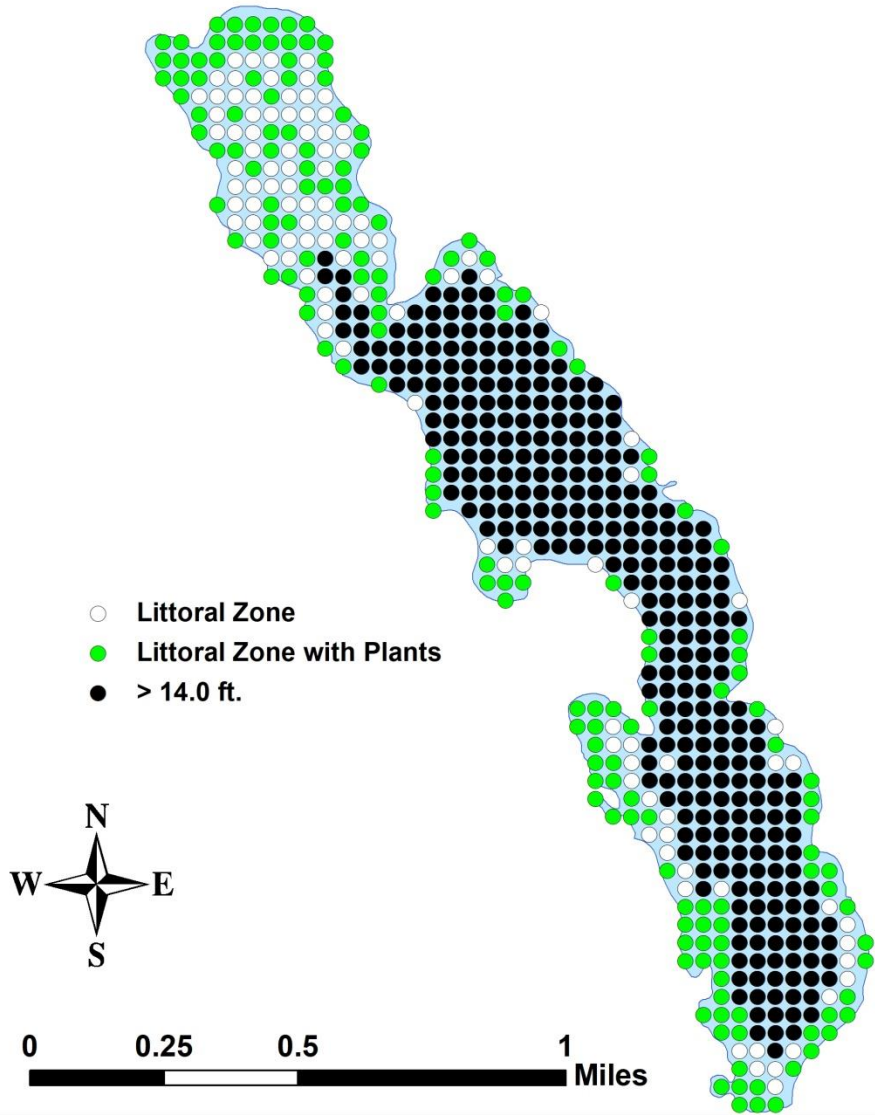 Littoral Zone
Littoral Zone with Plants
> 14.0 ft.
N
W E
S
0 0.25 0.5 1
Miles